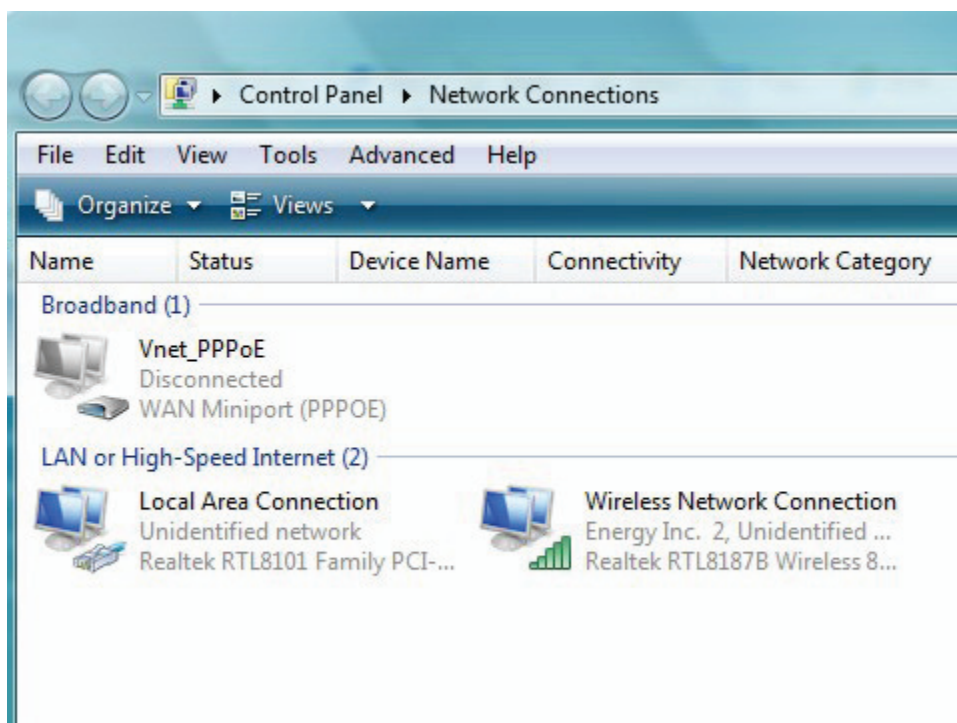 Control Panel Network Connections
File Edit View Tools Advanced Help
Organize Views
Name Status Device Name Connectivity Network Category
Broadband (1)
Vnet_PPPoE
Disconnected
WAN Miniport (PPPOE)
LAN or High-Speed Internet (2)
Local Area Connection
Unidentified network
Realtek RTL8101 Family PCI-...
Wireless Network Connection
Energy Inc. 2, Unidentified ...
Realtek RTL8187B Wireless 8...